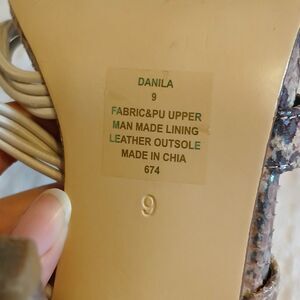 DANILA
9
FABRIC&PU UPPER
MAN MADE LINING
LEATHER OUTSOLE
MADE IN CHIA
674
9